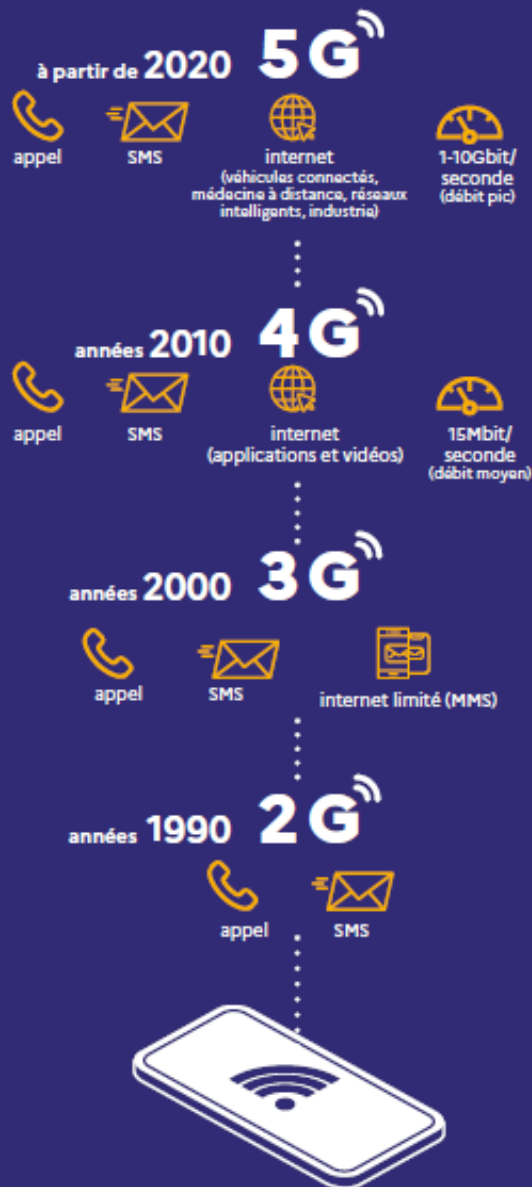 à partir de 2020 5G
appel SMS internet 1-10Gbit/
(véhicules connectés, seconde
médecine à distance, réseaux (débit pic)
intelligents, industrie)
années 2010 4G
appel SMS internet 15Mbit/
(applications et vidéos) seconde
(débit moyen)
années 2000 3G
appel SMS internet limité (MMS)
années 1990 2G
appel SMS